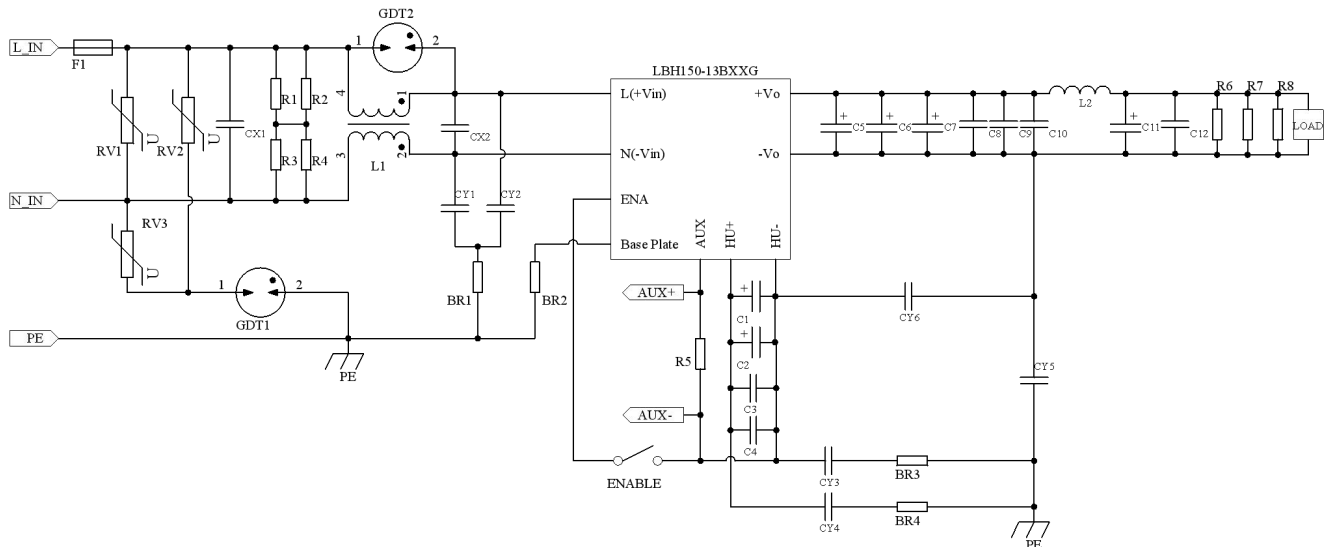 GDT2
L_IN
F1
1
2
LBH150-13BXXG
R1
R2
4
1
L(+Vin)
+Vo
L2
R6
R7
R8
RV1
U
RV2
U
CX1
CX2
+
C5
+
C6
+
C7
C8
C9
C10
+
C11
C12
LOAD
R3
R4
3
L1
2
N(-Vin)
-Vo
N_IN
CY1
CY2
ENA
RV3
U
AUX
HU+
HU-
Base Plate
1
2
GDT1
BR1
BR2
AUX+
+
C1
CY6
PE
PE
R5
+
C2
CY5
C3
AUX-
C4
ENABLE
CY3
BR3
CY4
BR4
PE